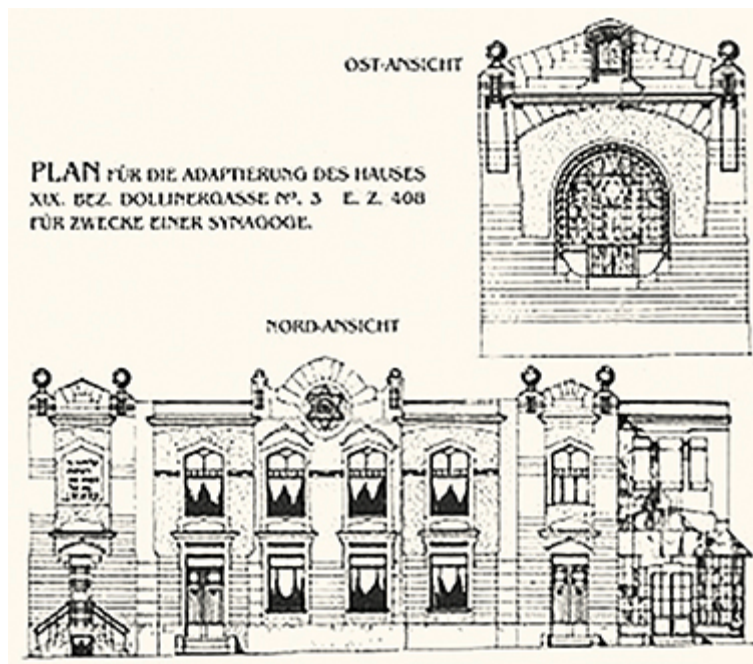 OST-ANSICHT
PLAN FÜR DIE ADAPTIERUNG DES HAUSES
XIX. BEZ. DOLLINERGASSE Nº. 3 E. Z. 408
FÜR ZWECKE EINER SYNAGOGE.
NORD-ANSICHT